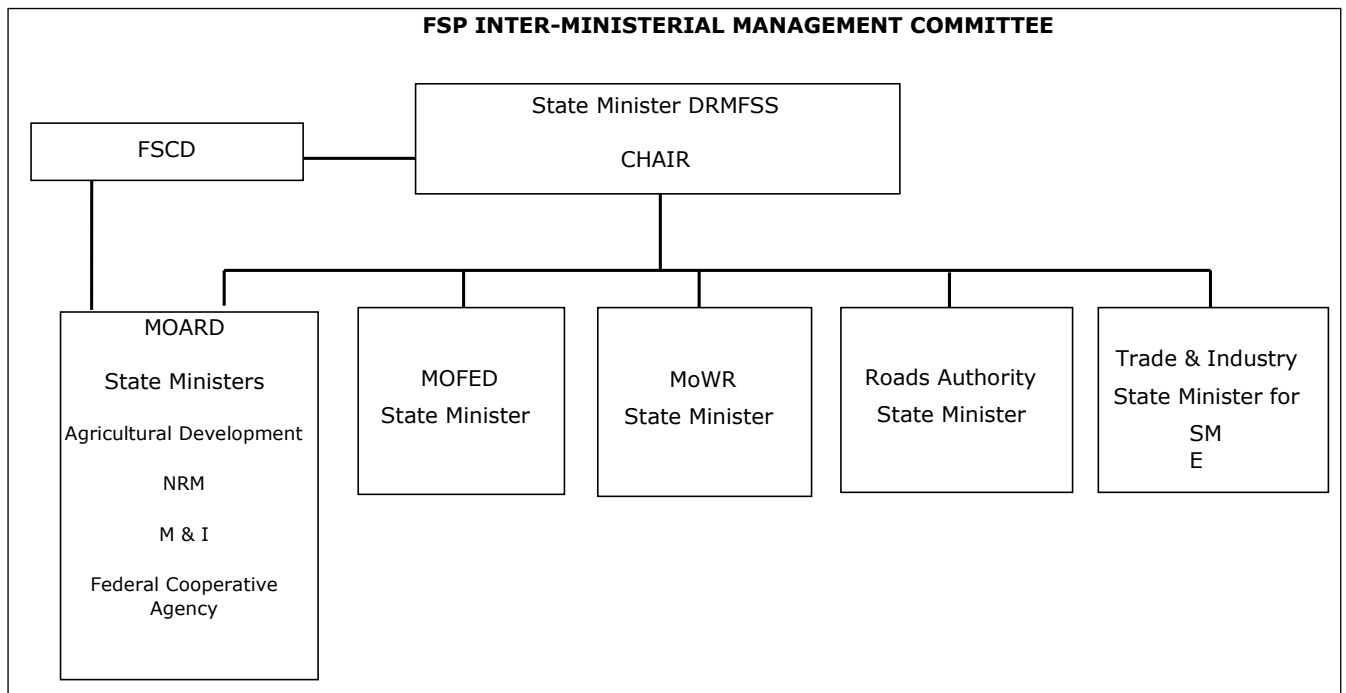 FSP INTER-MINISTERIAL MANAGEMENT COMMITTEE
State Minister DRMFSS
CHAIR
FSCD
MOARD
State Ministers
Agricultural Development
NRM
M & I
Federal Cooperative
Agency
MOFED
State Minister
MoWR
State Minister
Roads Authority
State Minister
Trade & Industry
State Minister for
SM
E